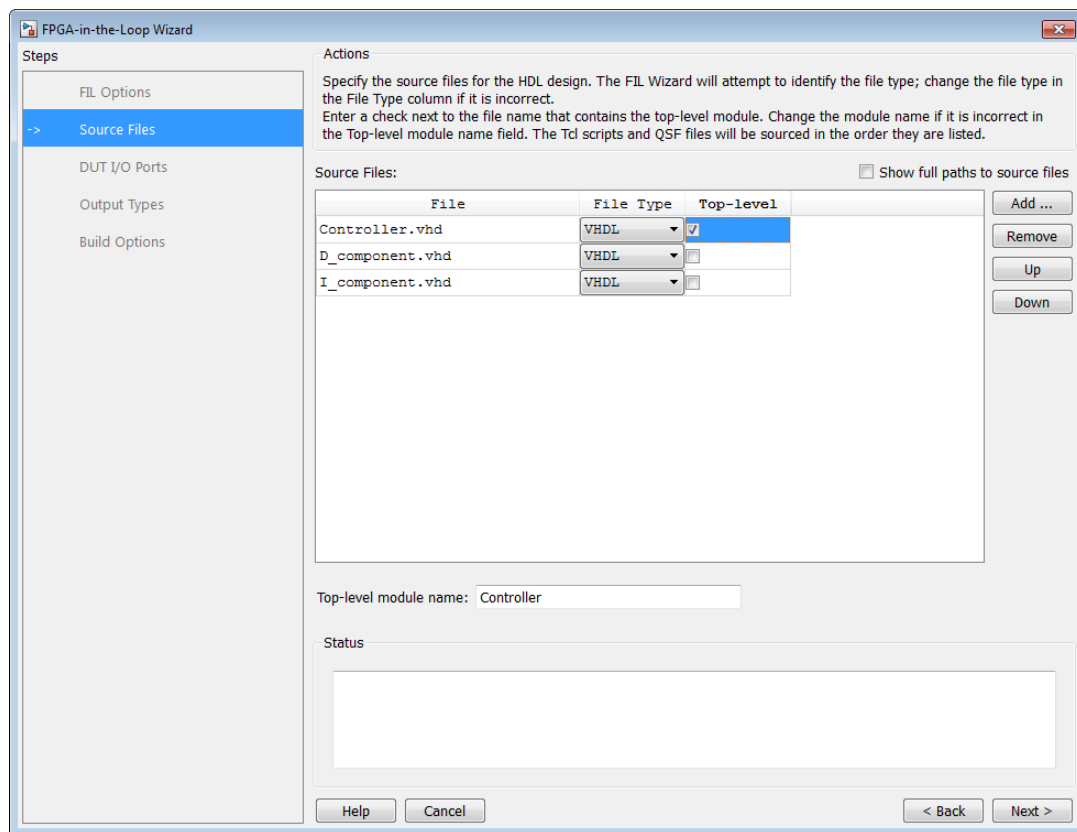 FPGA-in-the-Loop Wizard
Steps
FIL Options
-> Source Files
DUT I/O Ports
Output Types
Build Options
Actions
Specify the source files for the HDL design. The FIL Wizard will attempt to identify the file type; change the file type in
the File Type column if it is incorrect.
Enter a check next to the file name that contains the top-level module. Change the module name if it is incorrect in
the Top-level module name field. The Tcl scripts and QSF files will be sourced in the order they are listed.
Source Files: Show full paths to source files
File File Type Top-level
Controller.vhd VHDL
D_component.vhd VHDL
I_component.vhd VHDL
Add ...
Remove
Up
Down
Top-level module name: Controller
Status
Help Cancel < Back Next >